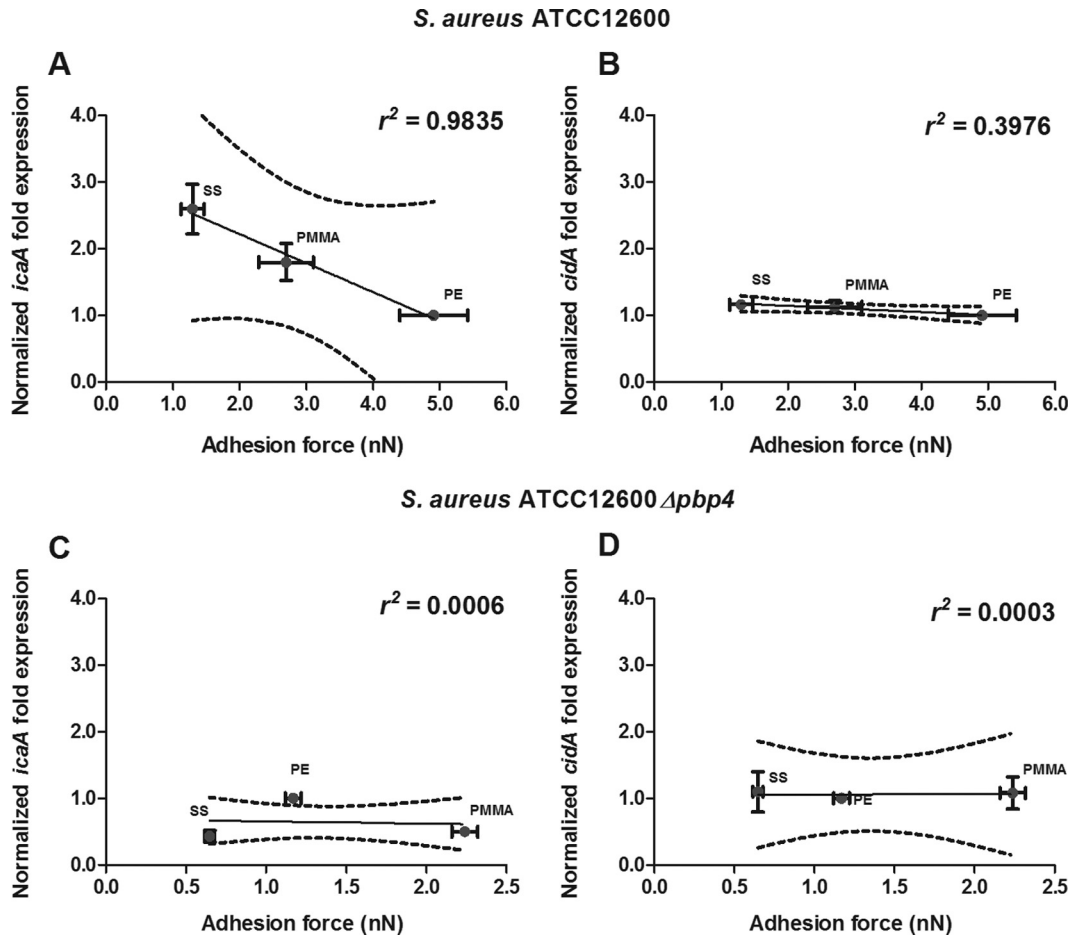 S. aureus ATCC12600
A
Normalized icaA fold expression
4.0
3.0
2.0
1.0
0.0
r² = 0.9835
SS
PMMA
PE
0.0 1.0 2.0 3.0 4.0 5.0 6.0
Adhesion force (nN)
B
Normalized cidA fold expression
4.0
3.0
2.0
1.0
0.0
r² = 0.3976
SS
PMMA
PE
0.0 1.0 2.0 3.0 4.0 5.0 6.0
Adhesion force (nN)
S. aureus ATCC12600Δpbp4
C
Normalized icaA fold expression
4.0
3.0
2.0
1.0
0.0
r² = 0.0006
PE
SS
PMMA
0.0 0.5 1.0 1.5 2.0 2.5
Adhesion force (nN)
D
Normalized cidA fold expression
4.0
3.0
2.0
1.0
0.0
r² = 0.0003
SS
PE
PMMA
0.0 0.5 1.0 1.5 2.0 2.5
Adhesion force (nN)